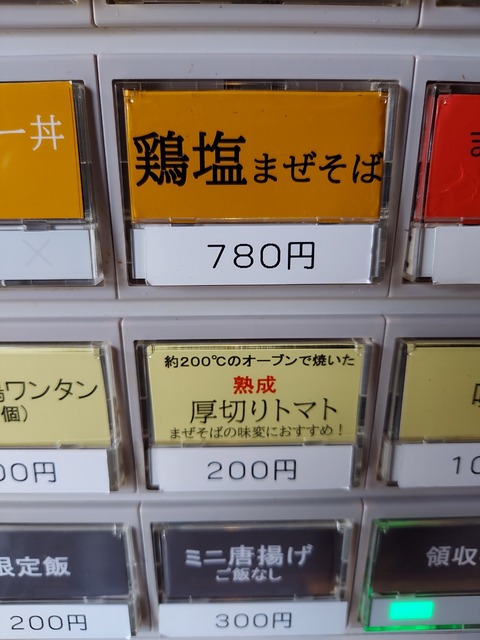 ー丼
鶏塩まぜそば
ま
780円
約200℃のオーブンで焼いた
熟成
厚切りトマト
まぜそばの味変におすすめ！
ワンタン
個）
00円
200円
10
限定飯
ミニ唐揚げ
ご飯なし
領収
200円
300円